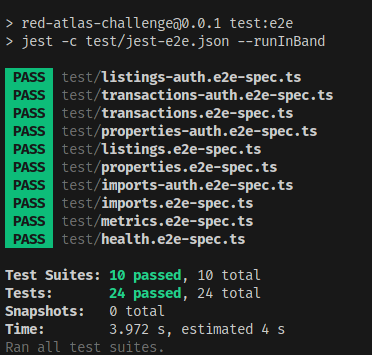 > red-atlas-challenge@0.0.1 test:e2e
> jest -c test/jest-e2e.json --runInBand
PASS test/listings-auth.e2e-spec.ts
PASS test/transactions-auth.e2e-spec.ts
PASS test/transactions.e2e-spec.ts
PASS test/properties-auth.e2e-spec.ts
PASS test/listings.e2e-spec.ts
PASS test/properties.e2e-spec.ts
PASS test/imports-auth.e2e-spec.ts
PASS test/imports.e2e-spec.ts
PASS test/metrics.e2e-spec.ts
PASS test/health.e2e-spec.ts
Test Suites: 10 passed, 10 total
Tests: 24 passed, 24 total
Snapshots: 0 total
Time: 3.972 s, estimated 4 s
Ran all test suites.